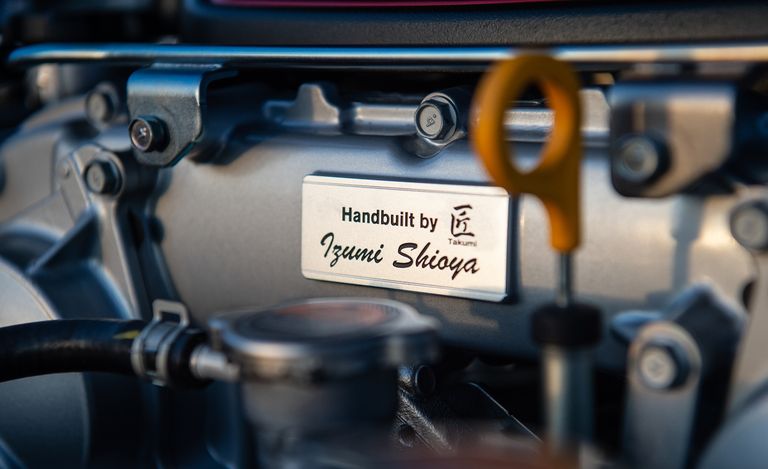 Handbuilt by 匠
Takumi
Izumi Shioya